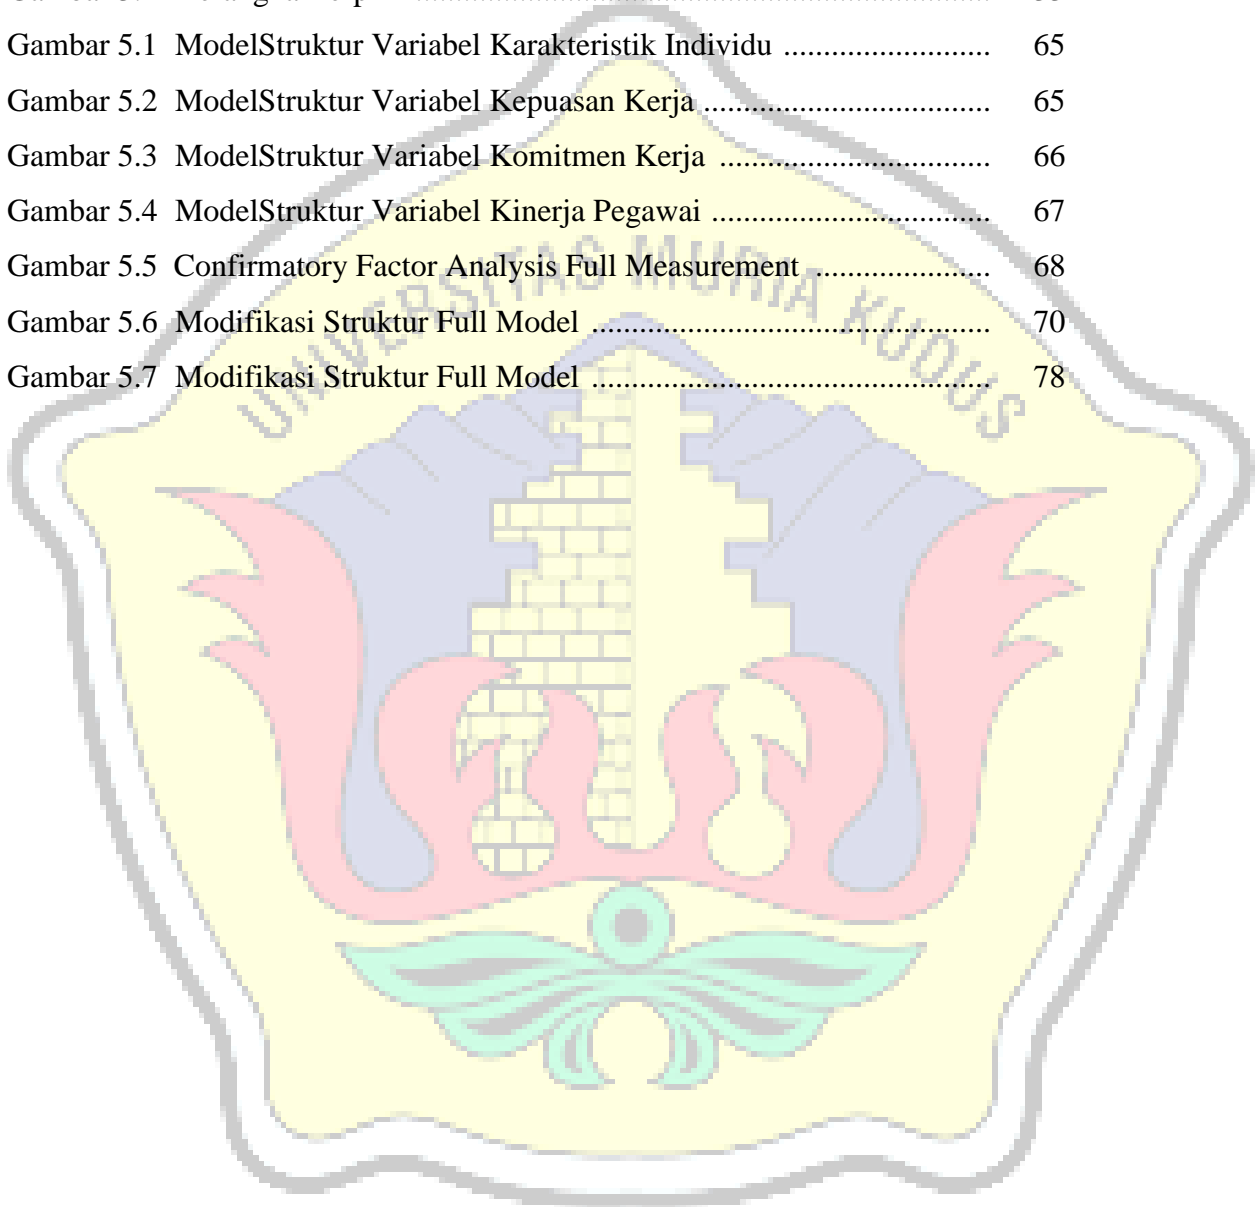 Gambar 5.1 ModelStruktur Variabel Karakteristik Individu .......................... 65
Gambar 5.2 ModelStruktur Variabel Kepuasan Kerja .................................... 65
Gambar 5.3 ModelStruktur Variabel Komitmen Kerja .................................. 66
Gambar 5.4 ModelStruktur Variabel Kinerja Pegawai ................................... 67
Gambar 5.5 Confirmatory Factor Analysis Full Measurement ...................... 68
Gambar 5.6 Modifikasi Struktur Full Model .................................................. 70
Gambar 5.7 Modifikasi Struktur Full Model .................................................. 78
UNIVERSITAS MURIA KUDUS